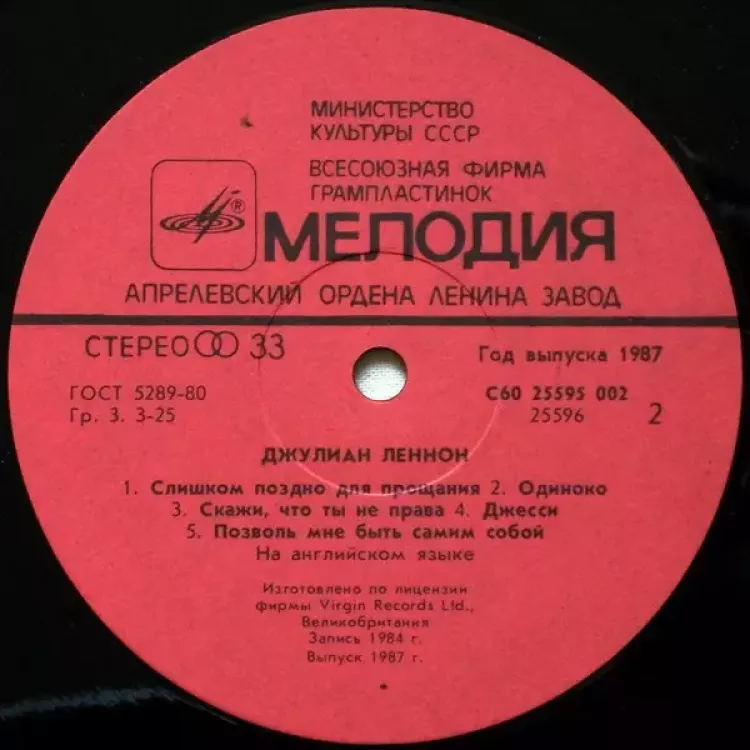 МИНИСТЕРСТВО
КУЛЬТУРЫ СССР
ВСЕСОЮЗНАЯ ФИРМА
ГРАМПЛАСТИНОК
®
МЕЛОДИЯ
АПРЕЛЕВСКИЙ ОРДЕНА ЛЕНИНА ЗАВОД
СТЕРЕО 33
Год выпуска 1987
ГОСТ 5289-80
С60 25595 002
Гр. 3. 3-25
25596 2
ДЖУЛИАН ЛЕННОН
1. Слишком поздно для прощания 2. Одиноко
3. Скажи, что ты не права 4. Джесси
5. Позволь мне быть самим собой
На английском языке
Изготовлено по лицензии
фирмы Virgin Records Ltd.,
Великобритания
Запись 1984 г.
Выпуск 1987 г.